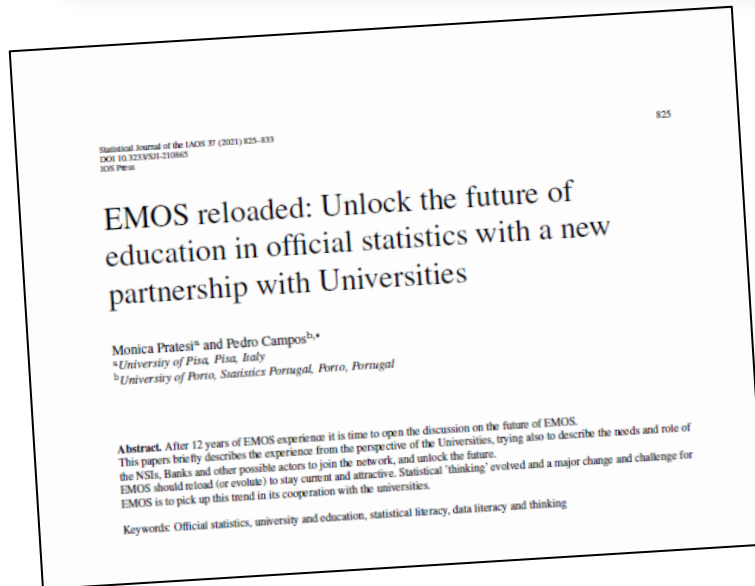 825
Statistical Journal of the IAOS 37 (2021) 825–833
DOI 10.3233/SJI-210865
IOS Press
EMOS reloaded: Unlock the future of
education in official statistics with a new
partnership with Universities
Monica Pratesiᵃ and Pedro Camposᵇ,*
ᵃUniversity of Pisa, Pisa, Italy
ᵇUniversity of Porto, Statistics Portugal, Porto, Portugal
Abstract. After 12 years of EMOS experience it is time to open the discussion on the future of EMOS.
This papers briefly describes the experience from the perspective of the Universities, trying also to describe the needs and role of
the NSIs, Banks and other possible actors to join the network, and unlock the future.
EMOS should reload (or evolute) to stay current and attractive. Statistical 'thinking' evolved and a major change and challenge for
EMOS is to pick up this trend in its cooperation with the universities.
Keywords: Official statistics, university and education, statistical literacy, data literacy and thinking